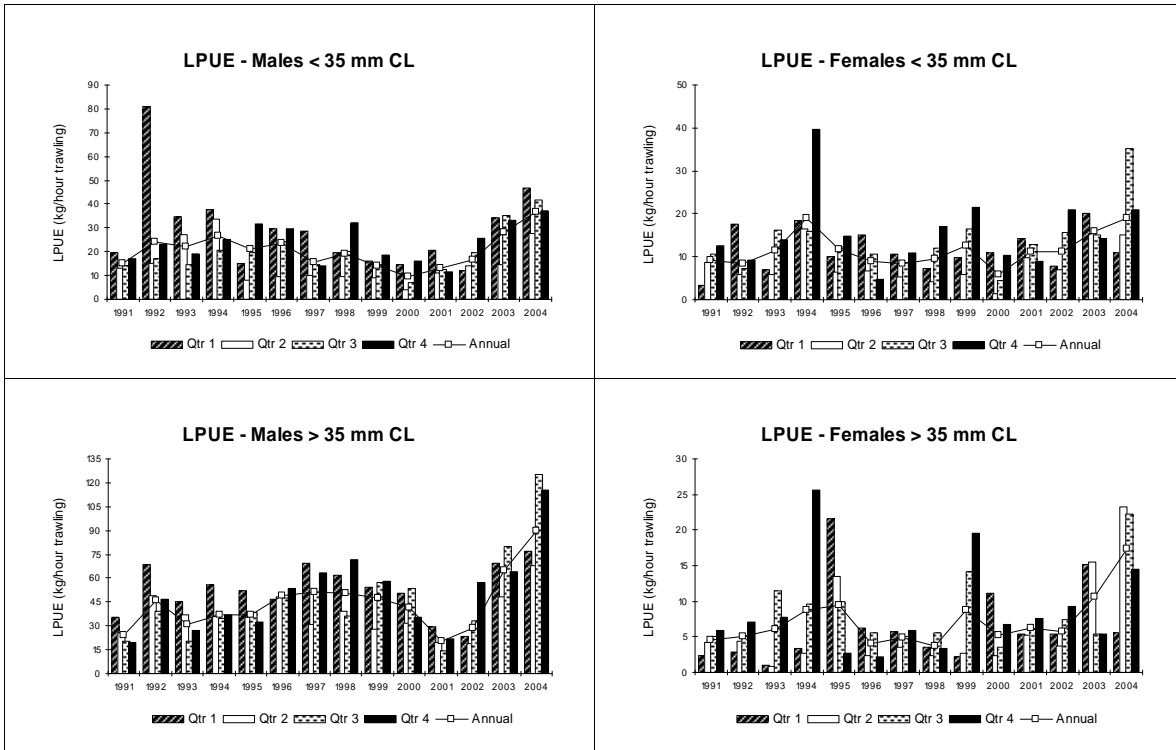 LPUE - Males < 35 mm CL
LPUE (kg/hour trawling)
90
80
70
60
50
40
30
20
10
0
1991 1992 1993 1994 1995 1996 1997 1998 1999 2000 2001 2002 2003 2004
Qtr 1 Qtr 2 Qtr 3 Qtr 4 Annual
LPUE - Females < 35 mm CL
LPUE (kg/hour trawling)
50
40
30
20
10
0
1991 1992 1993 1994 1995 1996 1997 1998 1999 2000 2001 2002 2003 2004
Qtr 1 Qtr 2 Qtr 3 Qtr 4 Annual
LPUE - Males > 35 mm CL
LPUE (kg/hour trawling)
135
120
105
90
75
60
45
30
15
0
1991 1992 1993 1994 1995 1996 1997 1998 1999 2000 2001 2002 2003 2004
Qtr 1 Qtr 2 Qtr 3 Qtr 4 Annual
LPUE - Females > 35 mm CL
LPUE (kg/hour trawling)
30
25
20
15
10
5
0
1991 1992 1993 1994 1995 1996 1997 1998 1999 2000 2001 2002 2003 2004
Qtr 1 Qtr 2 Qtr 3 Qtr 4 Annual